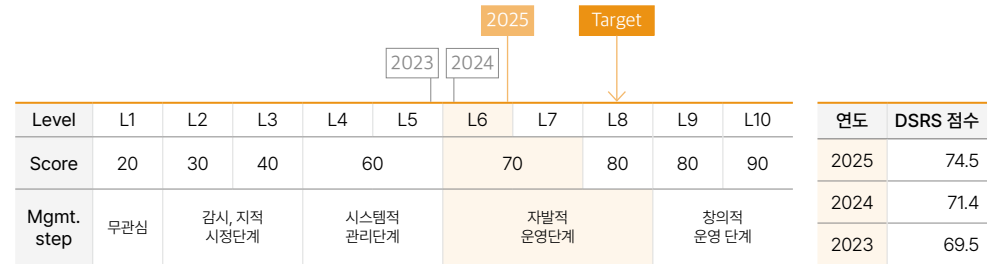 2025 Target
2023 2024
Level L1 L2 L3 L4 L5 L6 L7 L8 L9 L10
Score 20 30 40 60 70 80 80 90
Mgmt. step 무관심 감시, 지적 시정단계 시스템적 관리단계 자발적 운영단계 창의적 운영 단계
연도 DSRS 점수
2025 74.5
2024 71.4
2023 69.5